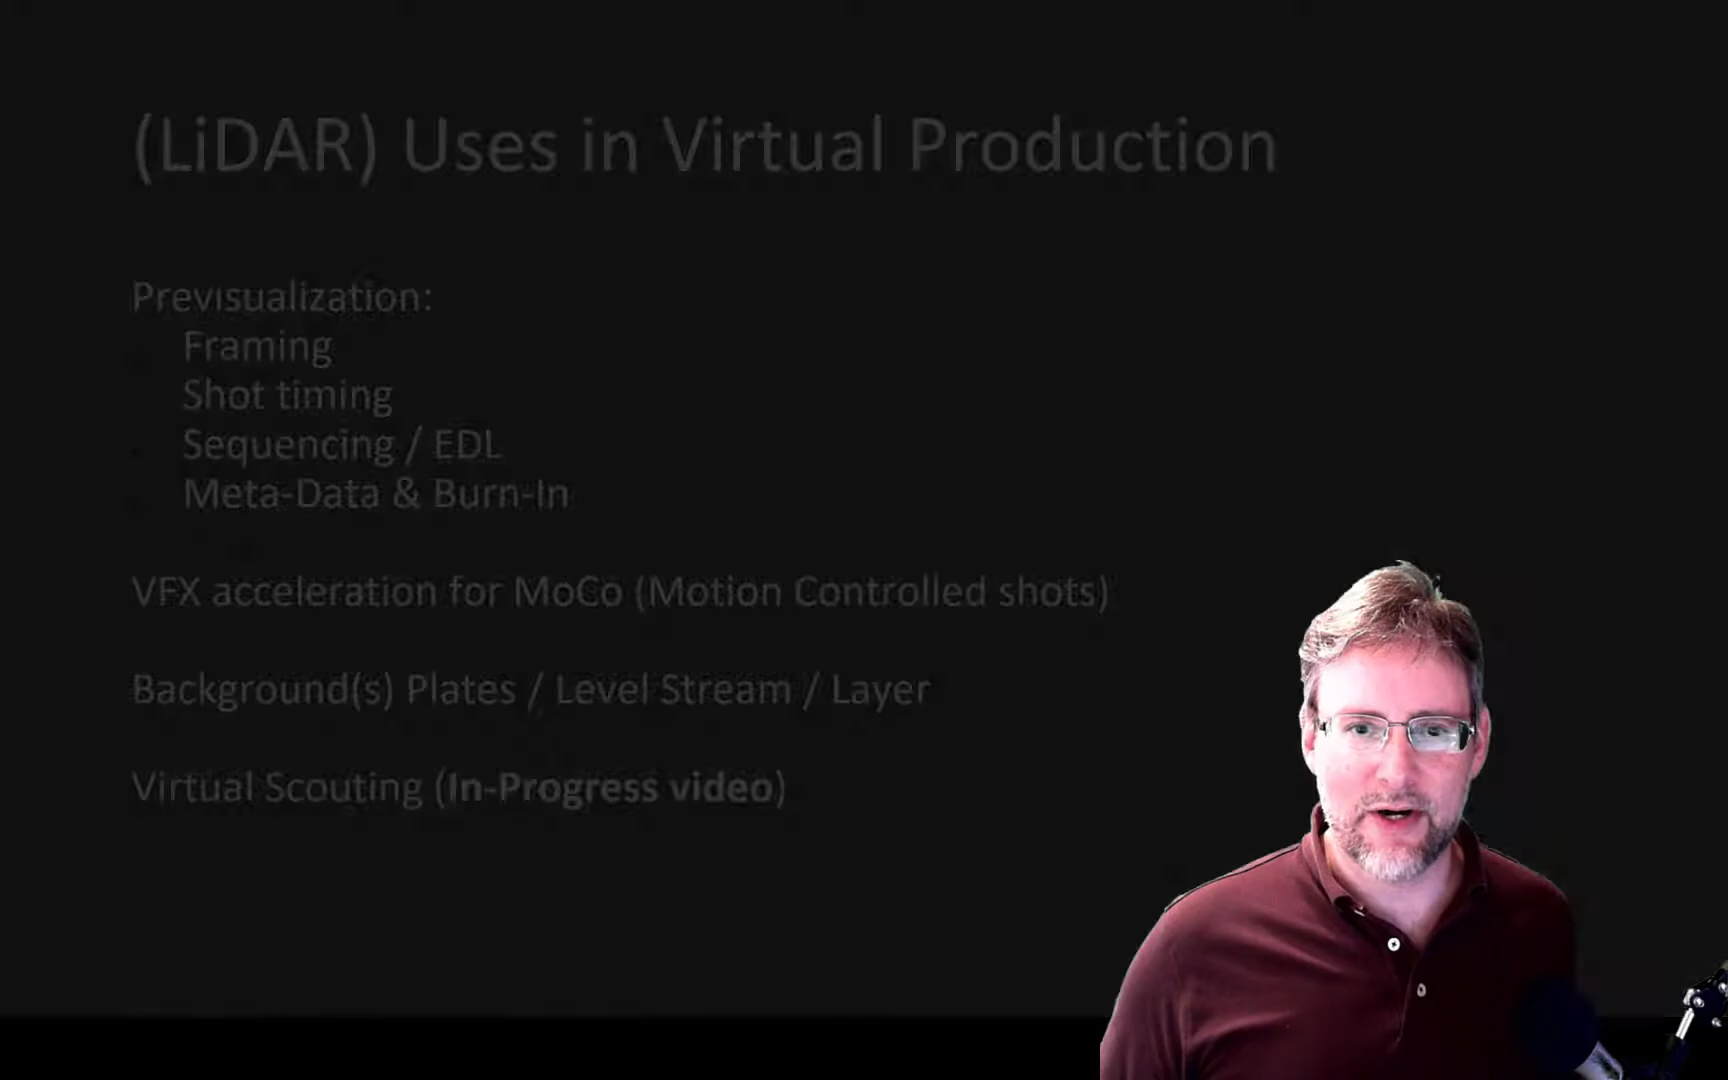 (LiDAR) Uses in Virtual Production
Previsualization:
Framing
Shot timing
Sequencing / EDL
Meta-Data & Burn-In
VFX acceleration for MoCo (Motion Controlled shots)
Background(s) Plates / Level Stream / Layer
Virtual Scouting (In-Progress video)